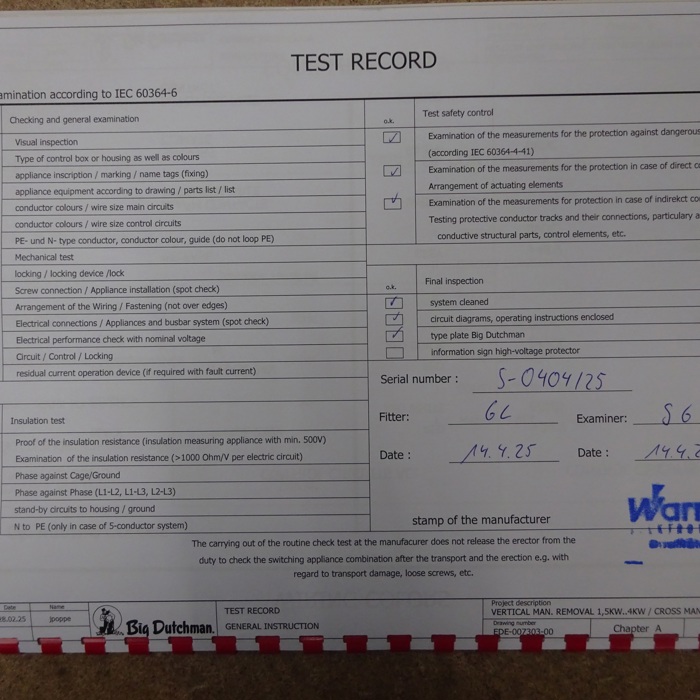 TEST RECORD
amination according to IEC 60364-6
Checking and general examination
Visual inspection
Type of control box or housing as well as colours
appliance inscription / marking / name tags (fixing)
appliance equipment according to drawing / parts list / list
conductor colours / wire size main circuits
conductor colours / wire size control circuits
PE- und N- type conductor, conductor colour, guide (do not loop PE)
Mechanical test
locking / locking device /lock
Screw connection / Appliance installation (spot check)
Arrangement of the Wiring / Fastening (not over edges)
Electrical connections / Appliances and busbar system (spot check)
Electrical performance check with nominal voltage
Circuit / Control / Locking
residual current operation device (if required with fault current)
Insulation test
Proof of the insulation resistance (insulation measuring appliance with min. 500V)
Examination of the insulation resistance (>1000 Ohm/V per electric circuit)
Phase against Cage/Ground
Phase against Phase (L1-L2, L1-L3, L2-L3)
stand-by circuits to housing / ground
N to PE (only in case of 5-conductor system)
o.k. Test safety control
Examination of the measurements for the protection against dangerous
(according IEC 60364-4-41)
Examination of the measurements for the protection in case of direct c
Arrangement of actuating elements
Examination of the measurements for protection in case of indirekct co
Testing protective conductor tracks and their connections, particulary a
conductive structural parts, control elements, etc.
o.k. Final inspection
system cleaned
circuit diagrams, operating instructions enclosed
type plate Big Dutchman
information sign high-voltage protector
Serial number : S-0404/25
Fitter: GL Examiner: SG
Date : 14.4.25 Date : 14.4.2
stamp of the manufacturer
War
The carrying out of the routine check test at the manufacurer does not release the erector from the
duty to check the switching appliance combination after the transport and the erection e.g. with
regard to transport damage, loose screws, etc.
Date Name
.02.25 jpoppe
Big Dutchman.
TEST RECORD
GENERAL INSTRUCTION
Project description
VERTICAL MAN. REMOVAL 1,5KW..4KW / CROSS MAN
Drawing number
EDE-007303-00 Chapter A